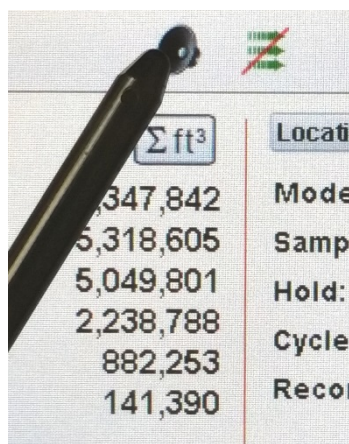 Σ ft³
Locati
,347,842
Mode
5,318,605
Samp
5,049,801
Hold:
2,238,788
Cycle
882,253
Recor
141,390